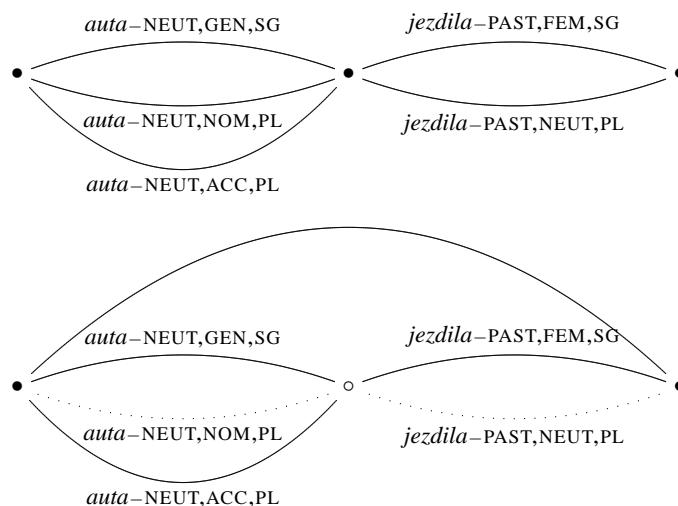 auta–NEUT,GEN,SG jezdila–PAST,FEM,SG
auta–NEUT,NOM,PL jezdila–PAST,NEUT,PL
auta–NEUT,ACC,PL
auta–NEUT,GEN,SG jezdila–PAST,FEM,SG
auta–NEUT,NOM,PL jezdila–PAST,NEUT,PL
auta–NEUT,ACC,PL